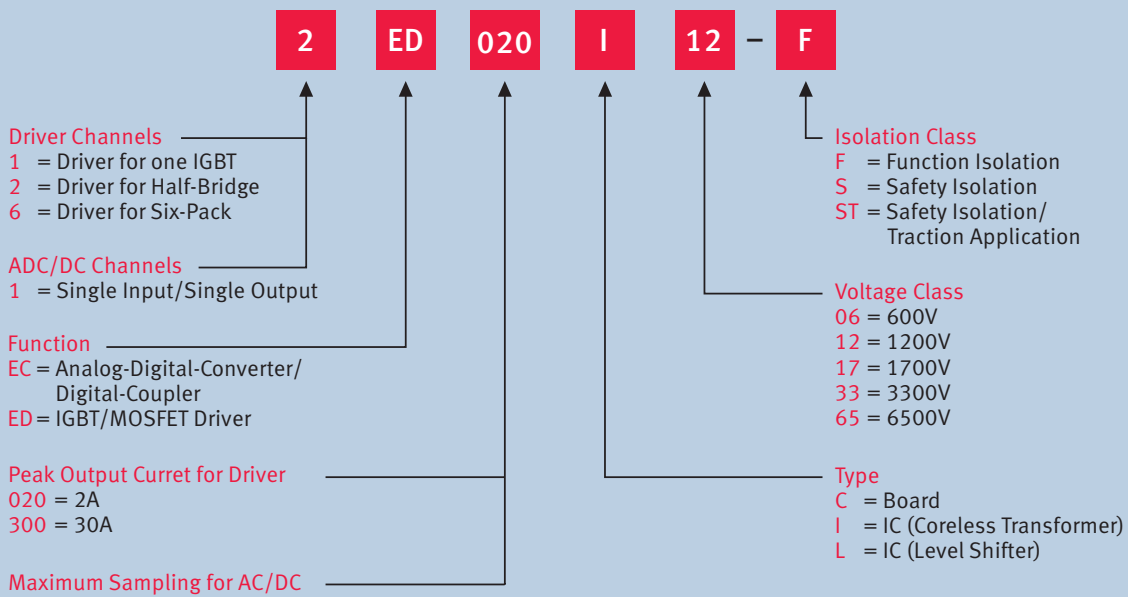 2 ED 020 I 12 – F
Driver Channels
1 = Driver for one IGBT
2 = Driver for Half-Bridge
6 = Driver for Six-Pack
ADC/DC Channels
1 = Single Input/Single Output
Function
EC = Analog-Digital-Converter/
Digital-Coupler
ED = IGBT/MOSFET Driver
Peak Output Curret for Driver
020 = 2A
300 = 30A
Maximum Sampling for AC/DC
Isolation Class
F = Function Isolation
S = Safety Isolation
ST = Safety Isolation/
Traction Application
Voltage Class
06 = 600V
12 = 1200V
17 = 1700V
33 = 3300V
65 = 6500V
Type
C = Board
I = IC (Coreless Transformer)
L = IC (Level Shifter)